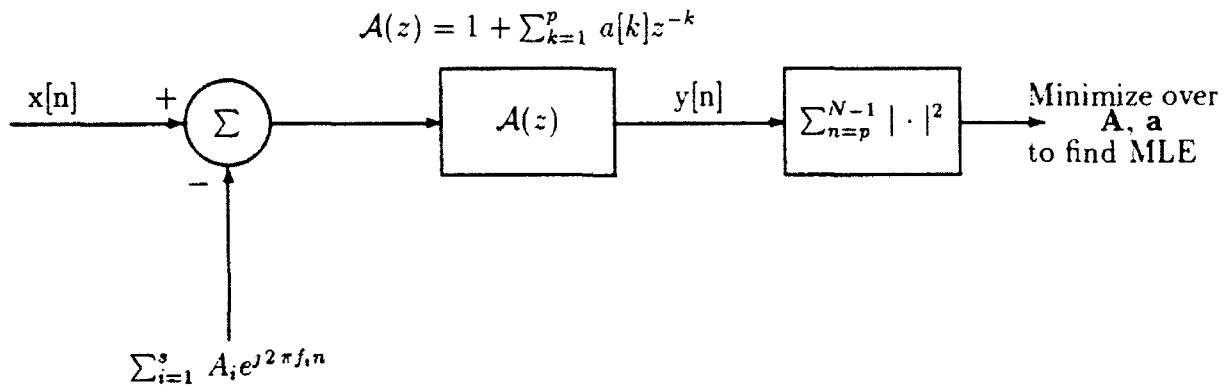 𝒜(z) = 1 + ∑_{k=1}^{p} a[k]z^{-k}
x[n]
+
∑
𝒜(z)
y[n]
∑_{n=p}^{N-1} | · |^2
Minimize over
A, a
to find MLE
−
∑_{i=1}^{s} A_i e^{j2πf_i n}